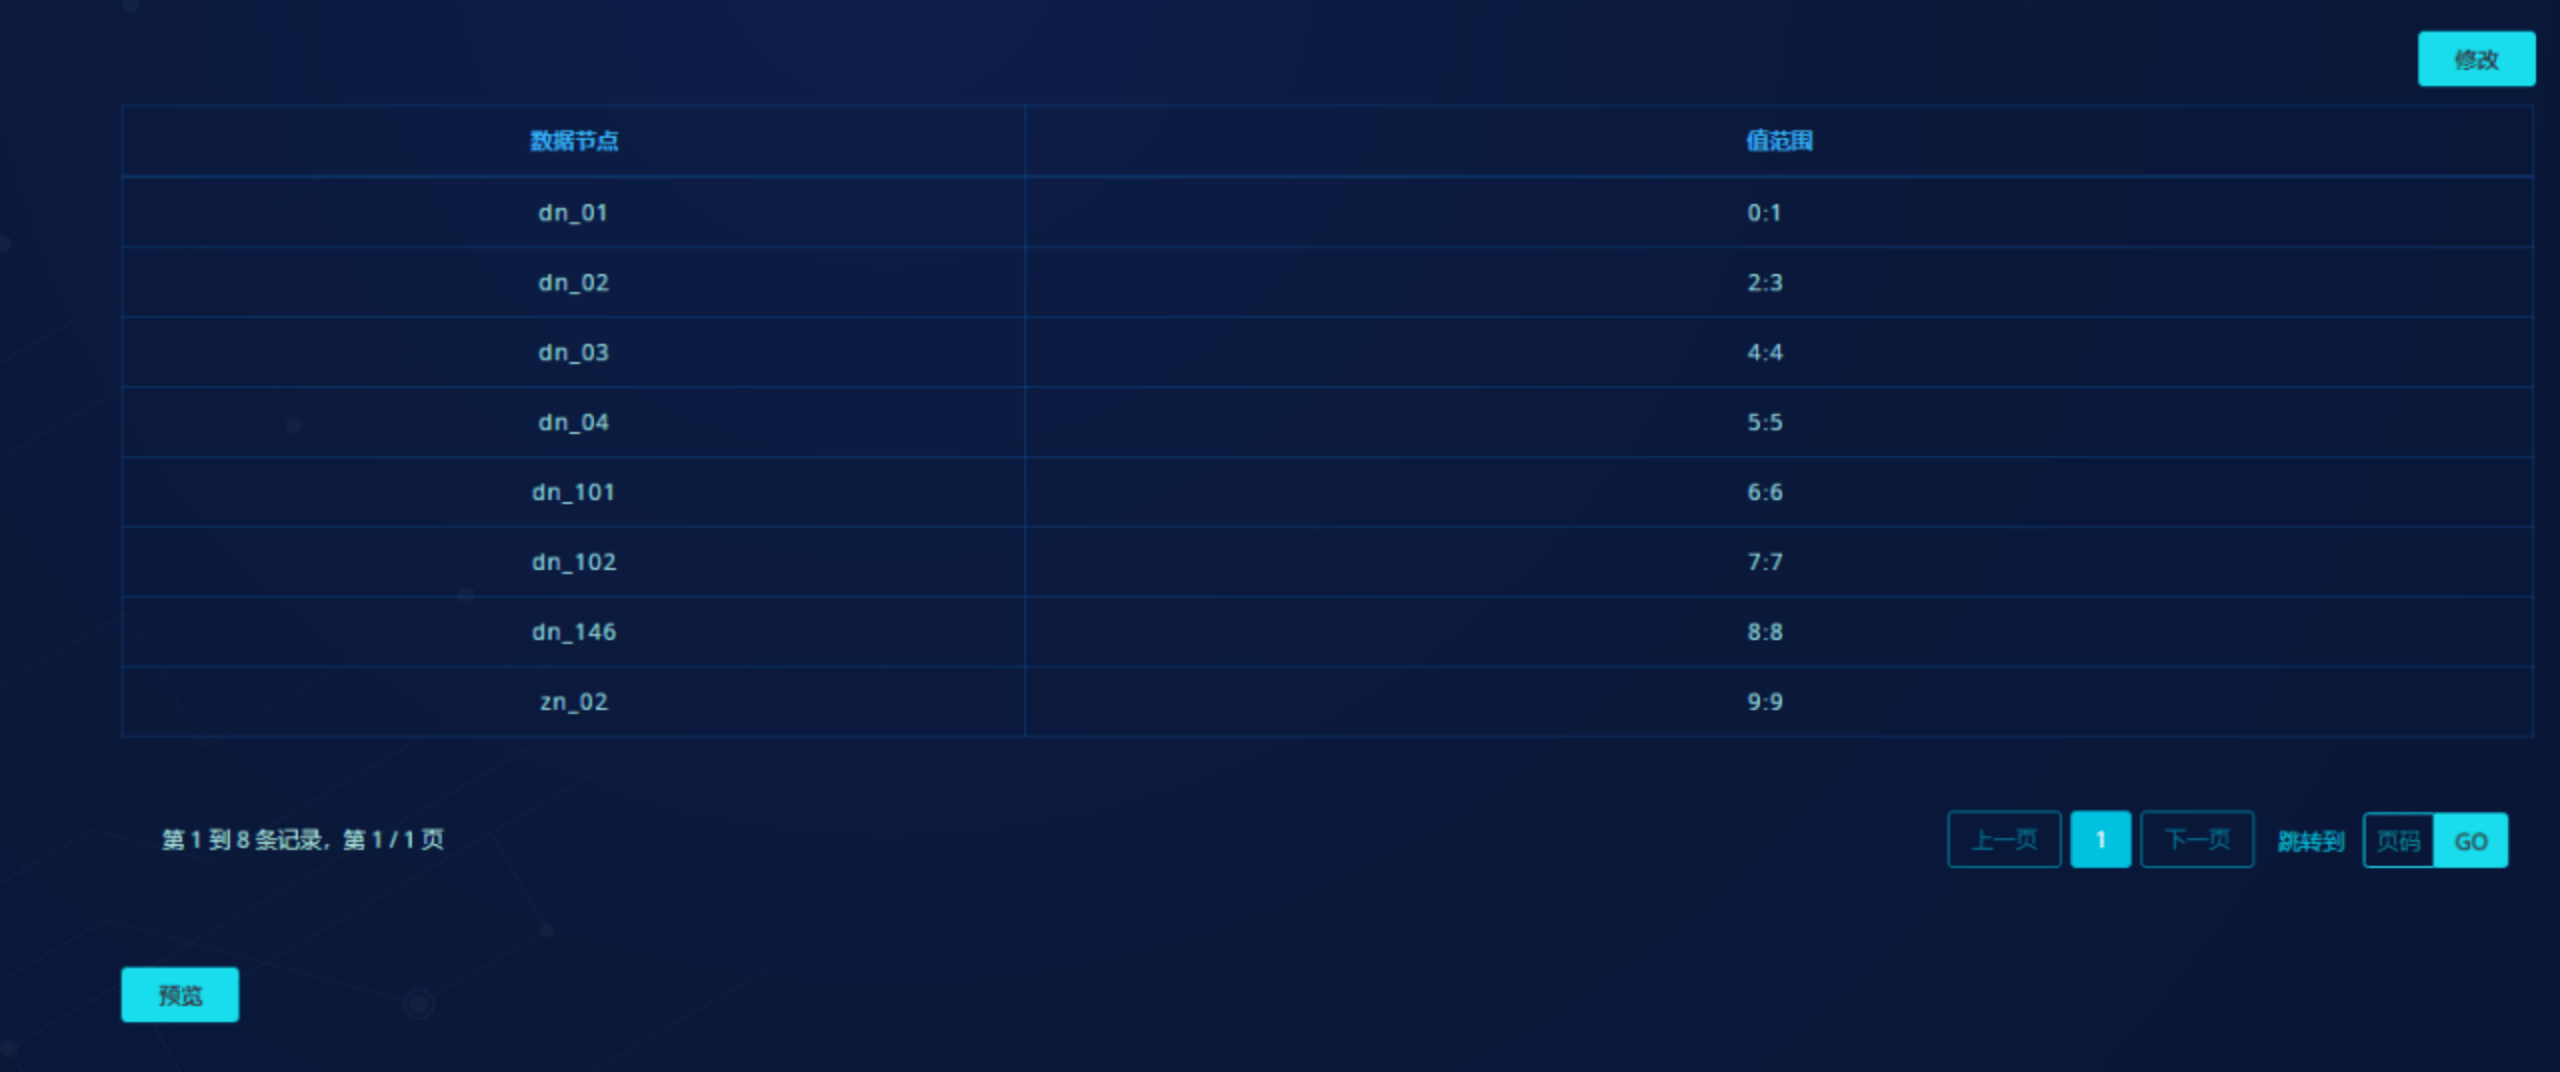 修改
数据节点 值范围
dn_01 0:1
dn_02 2:3
dn_03 4:4
dn_04 5:5
dn_101 6:6
dn_102 7:7
dn_146 8:8
zn_02 9:9
第 1 到 8 条记录，第 1 / 1 页 上一页 1 下一页 跳转到 页码 GO
预览